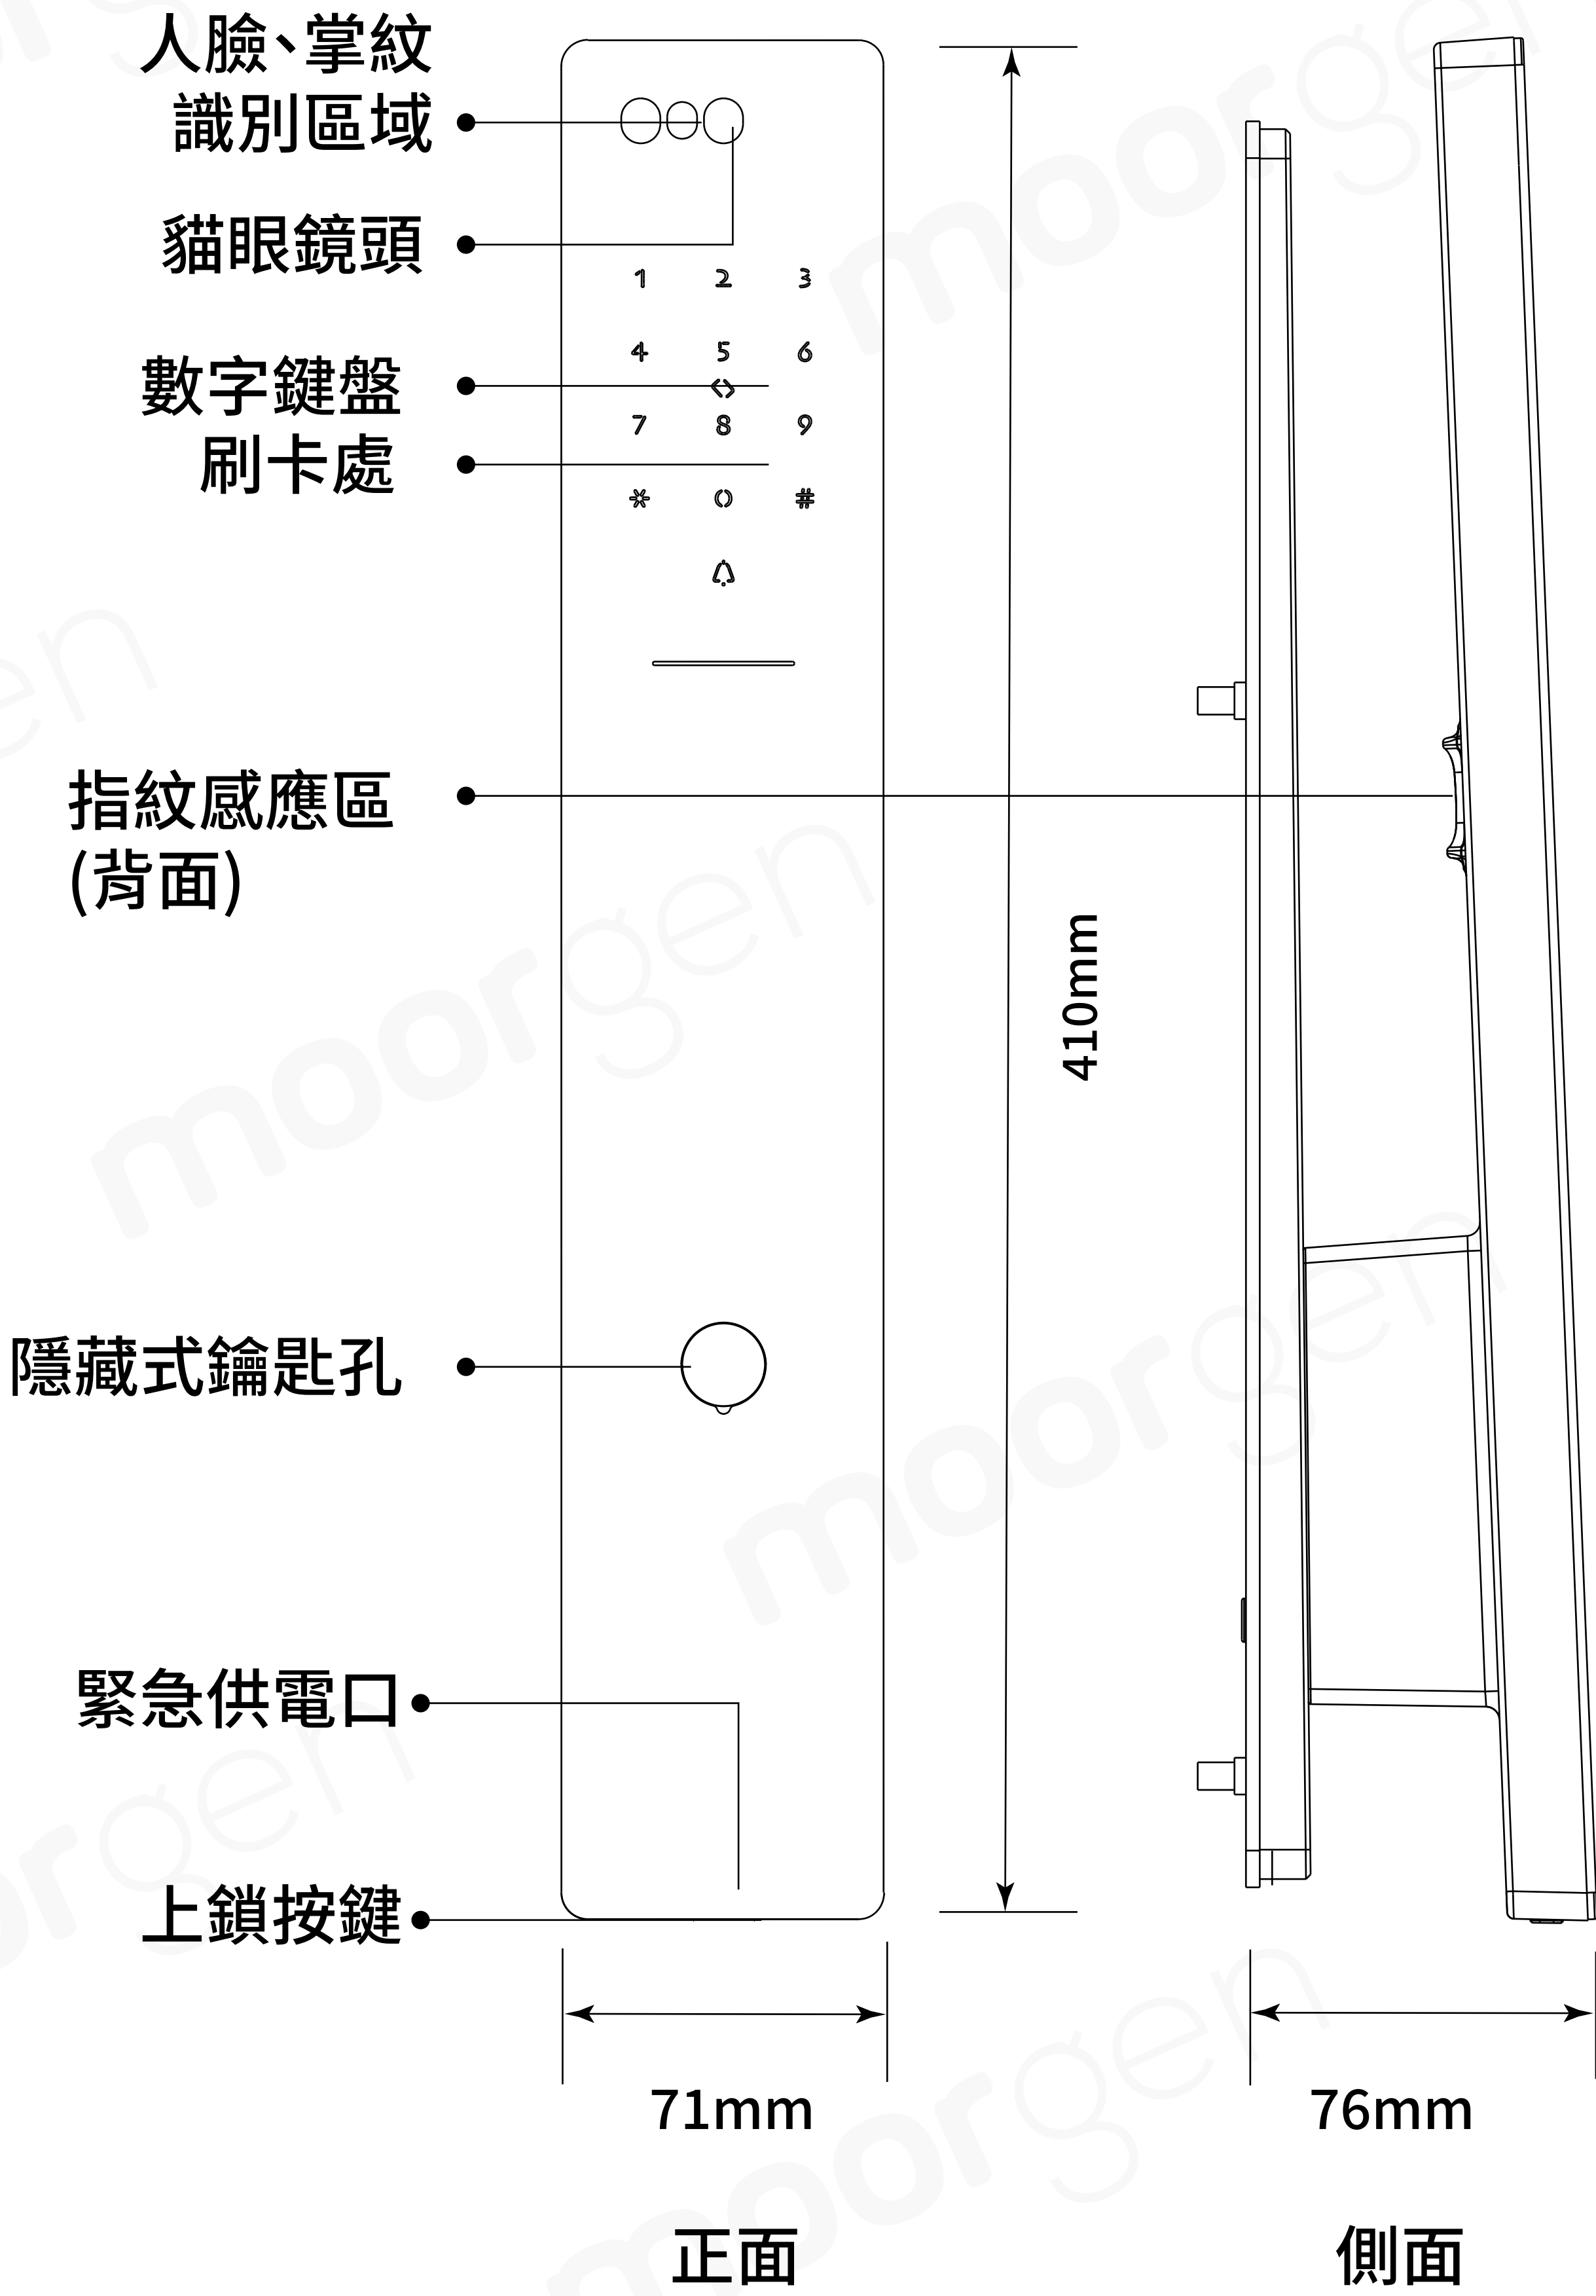 人臉、掌紋
識別區域
貓眼鏡頭
1 2 3
數字鍵盤
4 5 6
刷卡處
7 8 9
* 0 #
指紋感應區
(背面)
410mm
隱藏式鑰匙孔
緊急供電口
上鎖按鍵
71mm
76mm
正面
側面
moorgen
moorgen
moorgen
moorgen